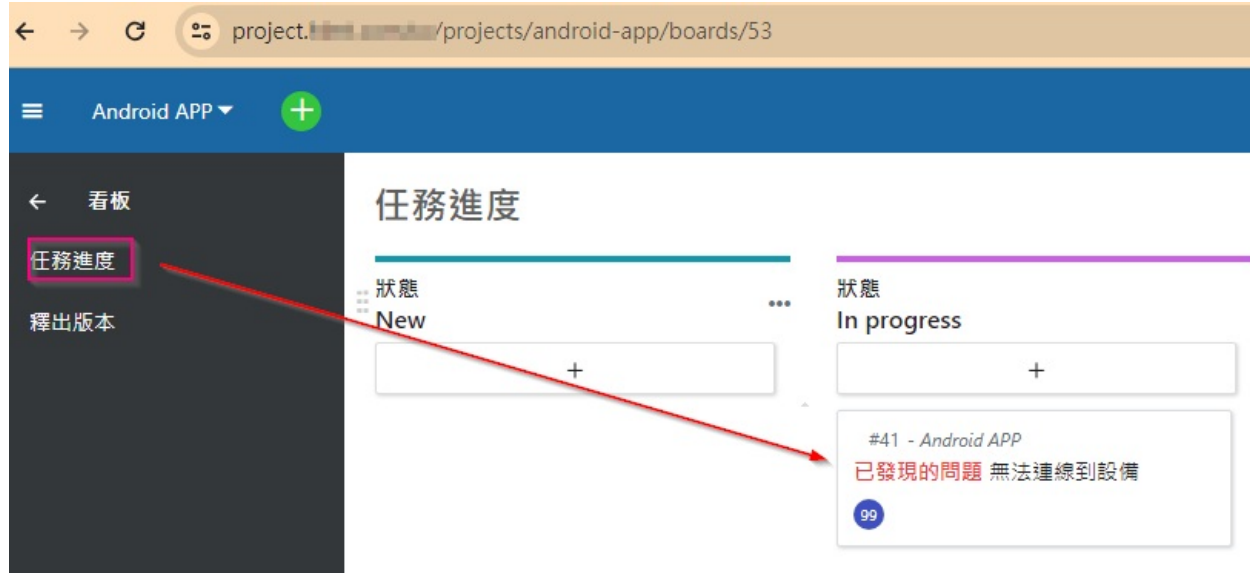 project. /projects/android-app/boards/53
Android APP
看板
任務進度
釋出版本
任務進度
狀態
New
+
狀態
In progress
+
#41 - Android APP
已發現的問題 無法連線到設備
99